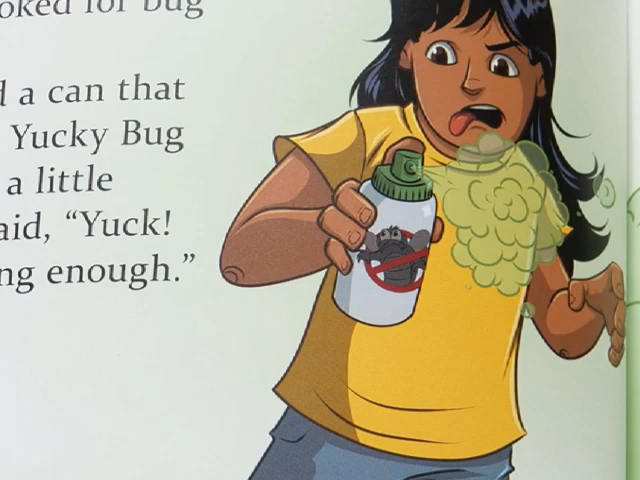 oked for Bug
d a can that
Yucky Bug
a little
aid, “Yuck!
ng enough.”